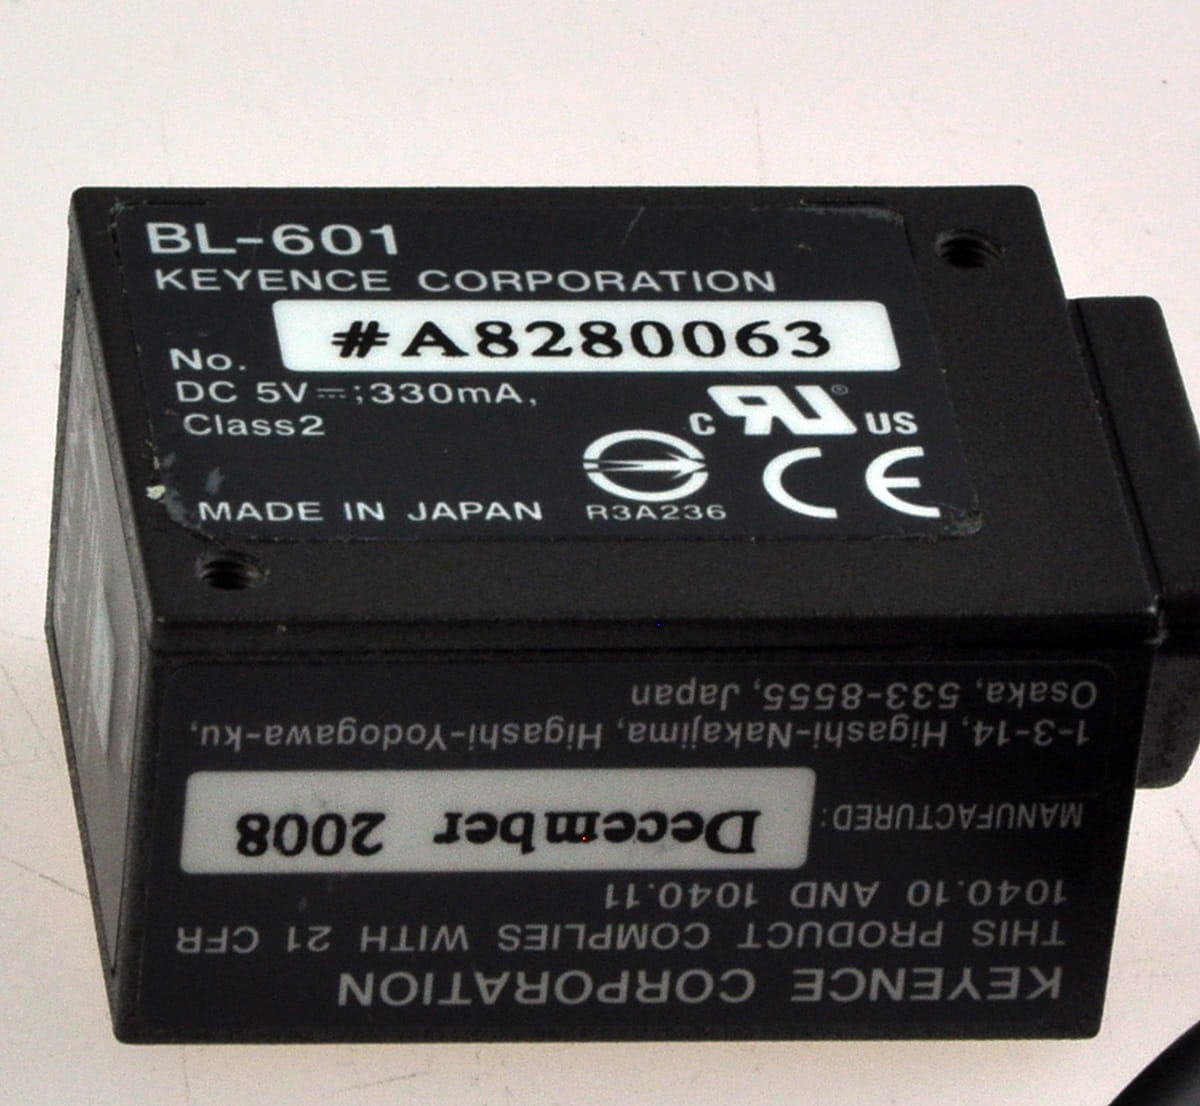 BL-601
KEYENCE CORPORATION
No. #A8280063
DC 5V⎓;330mA,
Class2
C RU® US
CE
MADE IN JAPAN R3A236
KEYENCE CORPORATION
THIS PRODUCT COMPLIES WITH 21 CFR
1040.10 AND 1040.11
MANUFACTURED: December 2008
1-3-14, Higashi-Nakajima, Higashi-Yodogawa-ku,
Osaka, 533-8555, Japan